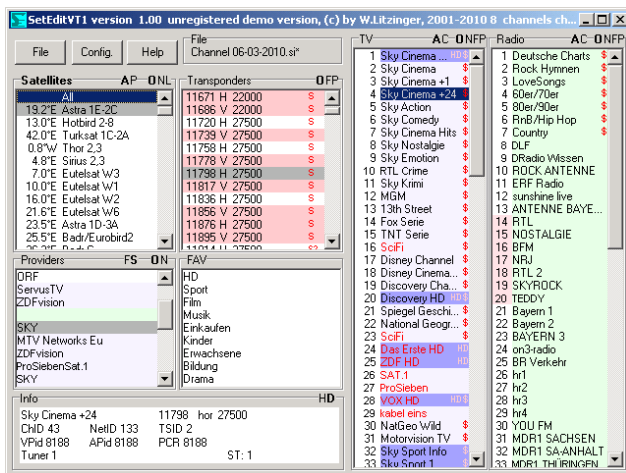 SetEditVT1 version 1.00 unregistered demo version, (c) by W.Litzinger, 2001-2010 8 channels ch...
File Config. Help
File
Channel 06-03-2010.si*
Satellites AP ONL
All
19.2°E Astra 1E-2C
13.0°E Hotbird 2-8
42.0°E Turksat 1C-2A
0.8°W Thor 2,3
4.8°E Sirius 2,3
7.0°E Eutelsat W3
10.0°E Eutelsat W1
16.0°E Eutelsat W2
21.6°E Eutelsat W6
23.5°E Astra 1D-3A
25.5°E Badr/Eurobird2
Transponders OFP
11671 H 22000 S
11686 V 22000 S
11720 H 27500 S
11739 V 27500 S
11758 H 27500 S
11778 V 27500 S
11798 H 27500 S
11817 V 27500 S
11836 H 27500 S
11856 V 27500 S
11876 H 27500 S
11895 V 27500 S
Providers FS ON
ORF
ServusTV
ZDFvision
SKY
MTV Networks Eu
ZDFvision
ProSiebenSat.1
SKY
FAV
HD
Sport
Film
Musik
Einkaufen
Kinder
Erwachsene
Bildung
Drama
Info HD
Sky Cinema +24 11798 hor 27500
ChID 43 NetID 133 TSID 2
VPid 8188 APid 8188 PCR 8188
Tuner 1 ST: 1
TV AC ONFP
1 Sky Cinema ... HD$
2 Sky Cinema $
3 Sky Cinema +1 $
4 Sky Cinema +24 $
5 Sky Action $
6 Sky Comedy $
7 Sky Cinema Hits $
8 Sky Nostalgie $
9 Sky Emotion $
10 RTL Crime $
11 Sky Krimi $
12 MGM $
13 13th Street $
14 Fox Serie $
15 TNT Serie $
16 SciFi $
17 Disney Channel $
18 Disney Cinema... $
19 Discovery Cha... $
20 Discovery HD HD$
21 Spiegel Geschi... $
22 National Geogr... $
23 SciFi $
24 Das Erste HD HD
25 ZDF HD HD
26 SAT.1
27 ProSieben
28 VOX HD HD$
29 kabel eins
30 NatGeo Wild $
31 Motorvision TV $
32 Sky Sport Info $
33 Sky Sport 1 $
Radio AC ONFP
1 Deutsche Charts $
2 Rock Hymnen $
3 LoveSongs $
4 60er/70er $
5 80er/90er $
6 RnB/Hip Hop $
7 Country $
8 DLF
9 DRadio Wissen
10 ROCK ANTENNE
11 ERF Radio
12 sunshine live
13 ANTENNE BAYE...
14 RTL
15 NOSTALGIE
16 BFM
17 NRJ
18 RTL 2
19 SKYROCK
20 TEDDY
21 Bayern 1
22 Bayern 2
23 BAYERN 3
24 on3-radio
25 BR Verkehr
26 hr1
27 hr2
28 hr3
29 hr4
30 YOU FM
31 MDR1 SACHSEN
32 MDR1 SA-ANHALT
33 MDR1 THÜRINGEN